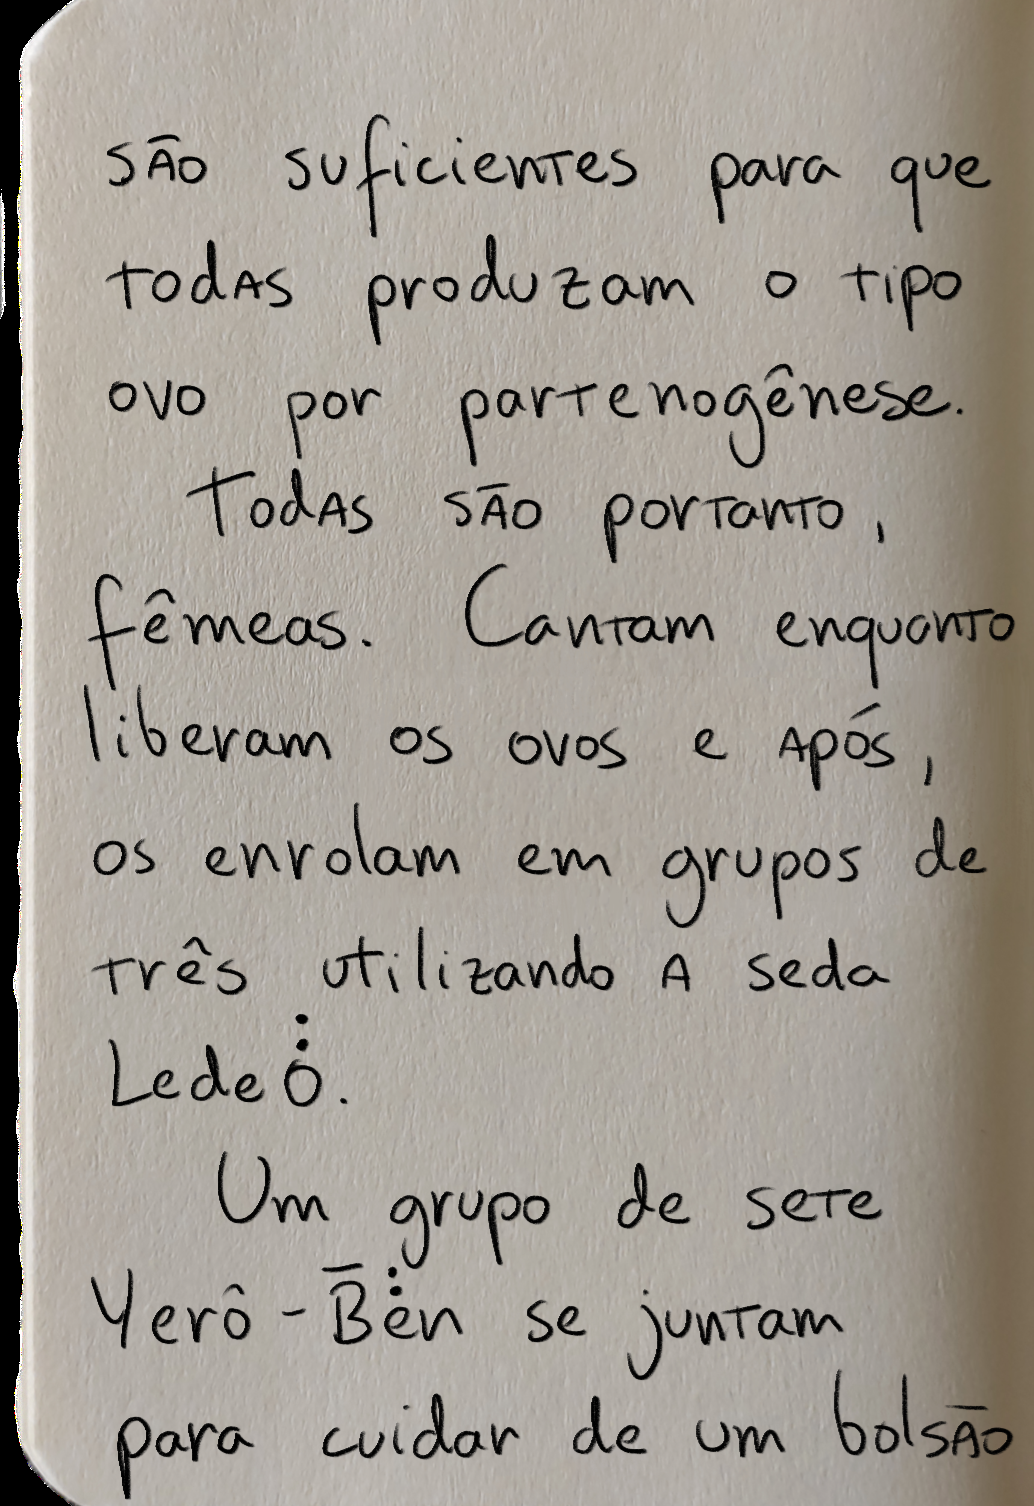 são suficientes para que
todas produzam o tipo
ovo por partenogênese.
Todas são portanto,
fêmeas. Cantam enquanto
liberam os ovos e após,
os enrolam em grupos de
três utilizando a seda
Ledeȯ̇.
Um grupo de sete
Yerô-B̄ė̇n se juntam
para cuidar de um bolsão